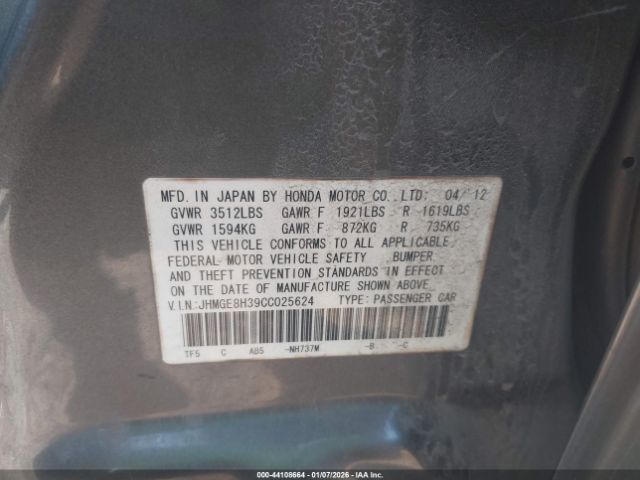 MFD. IN JAPAN BY HONDA MOTOR CO., LTD. 04/'12
GVWR 3512LBS GAWR F 1921LBS R 1619LBS
GVWR 1594KG GAWR F 872KG R 735KG
THIS VEHICLE CONFORMS TO ALL APPLICABLE
FEDERAL MOTOR VEHICLE SAFETY BUMPER
AND THEFT PREVENTION STANDARDS IN EFFECT
ON THE DATE OF MANUFACTURE SHOWN ABOVE.
V.I.N.:JHMGE8H39CC025624 TYPE: PASSENGER CAR
TF5 C AB5 -NH737M -B -C
000-44108664 | 01/07/2026 | IAA Inc.